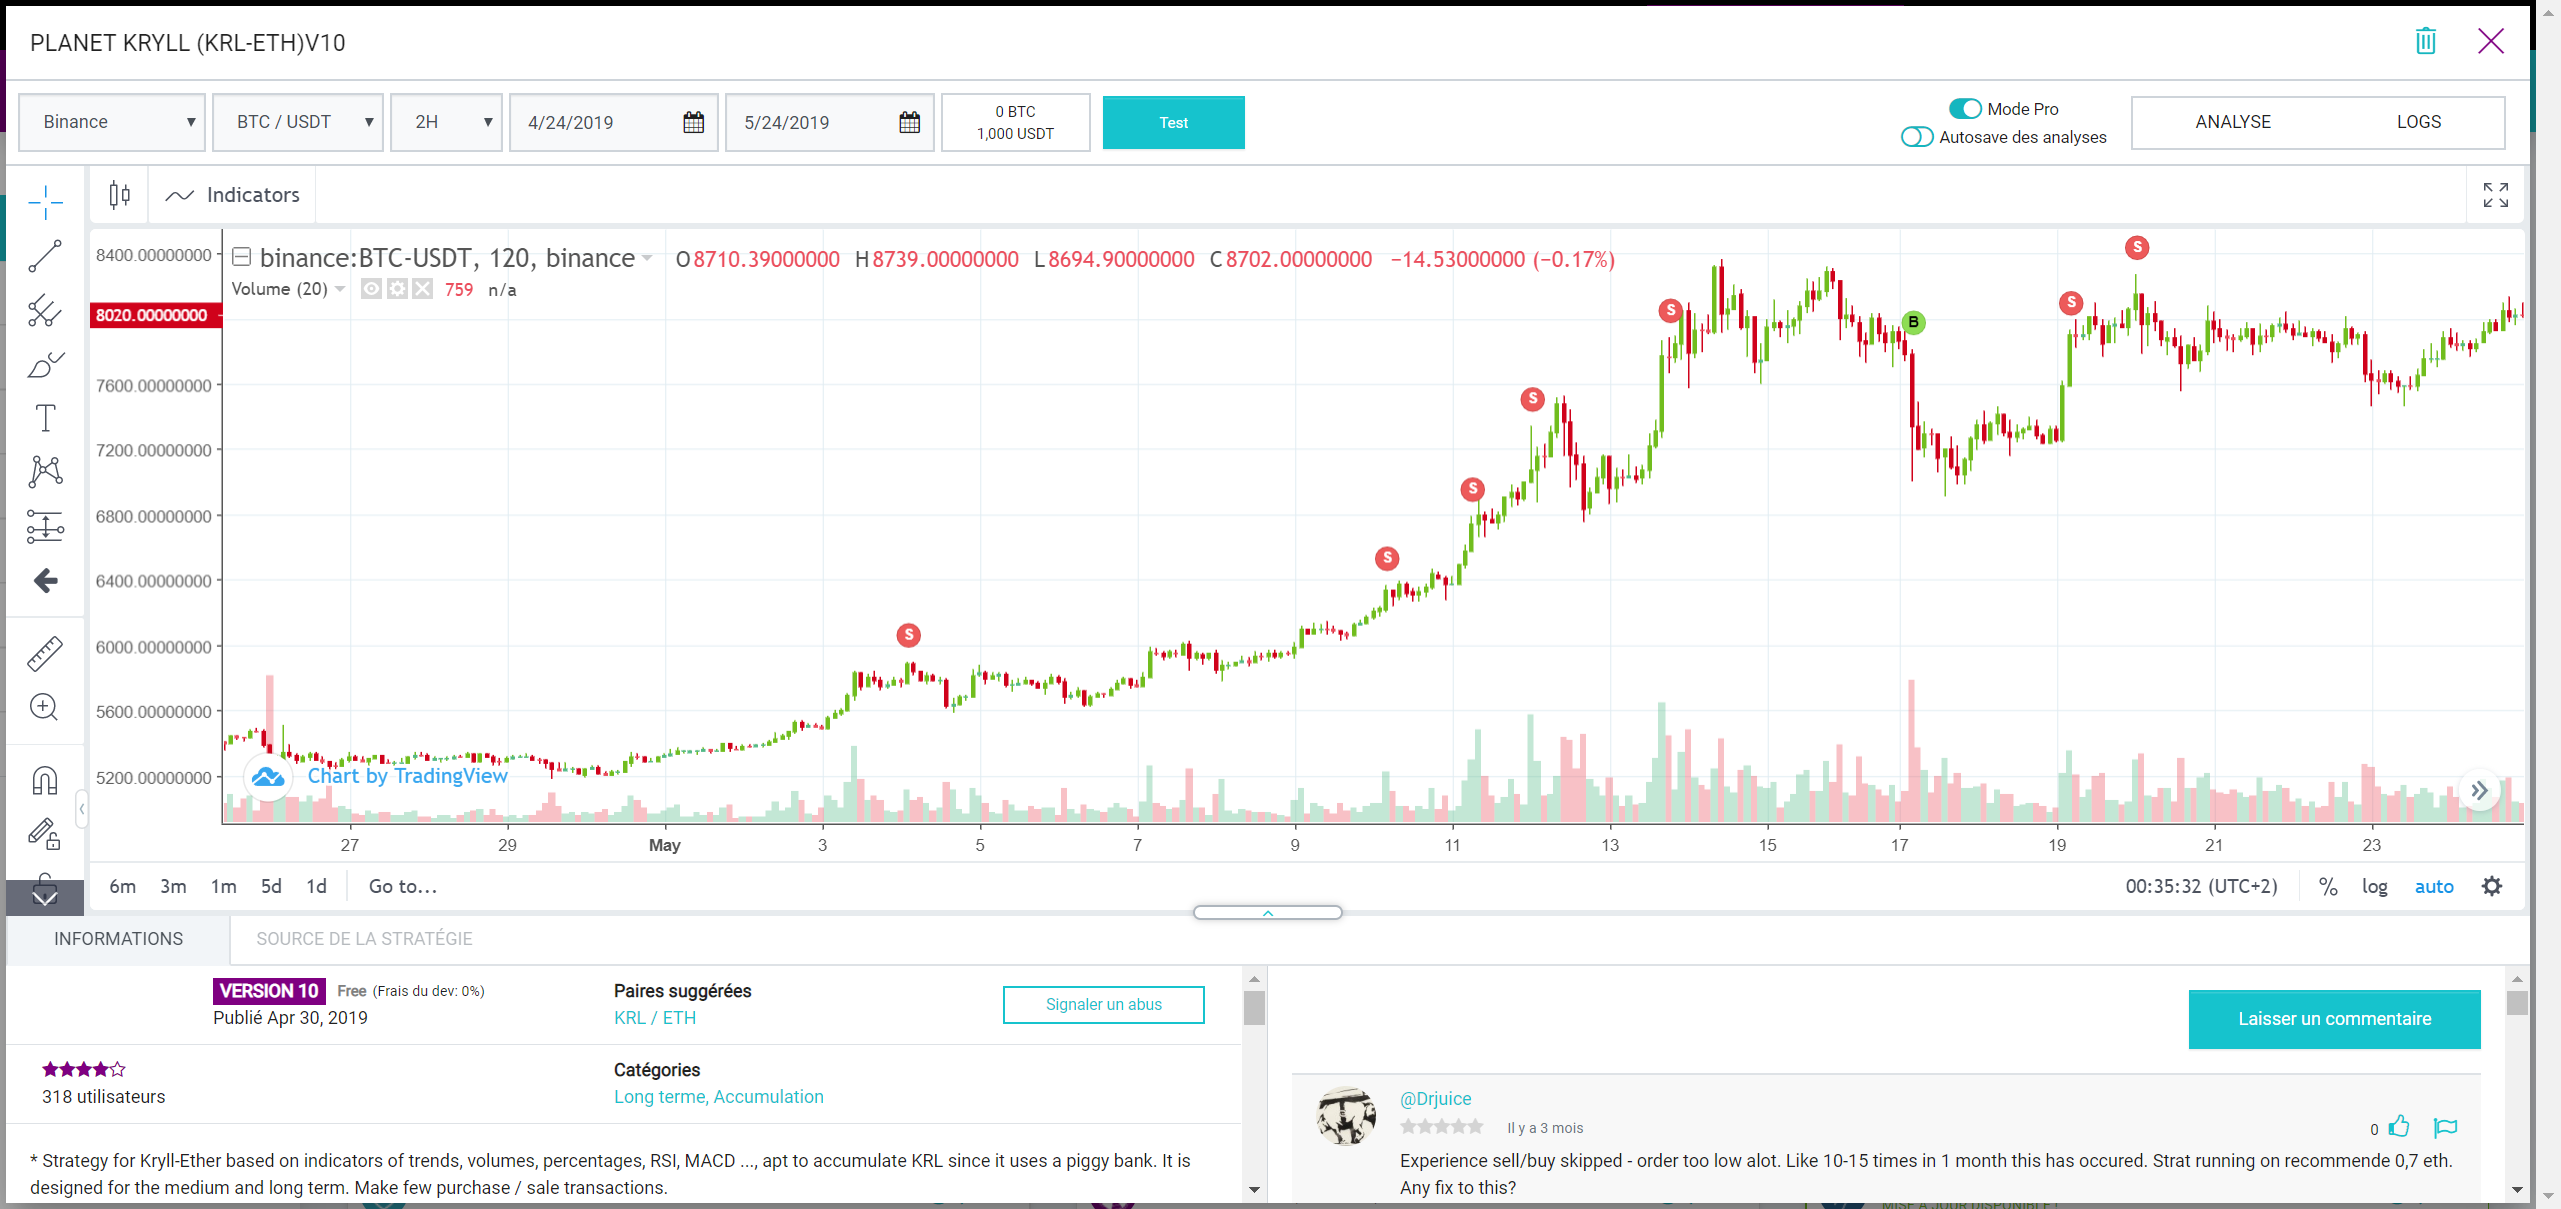 PLANET KRYLL (KRL-ETH)V10
Binance
BTC / USDT
2H
4/24/2019
5/24/2019
0 BTC
1,000 USDT
Test
Mode Pro
Autosave des analyses
ANALYSE
LOGS
Indicators
binance:BTC-USDT, 120, binance
O8710.39000000 H8739.00000000 L8694.90000000 C8702.00000000 −14.53000000 (−0.17%)
Volume (20) 759 n/a
8400.00000000
8020.00000000
7600.00000000
7200.00000000
6800.00000000
6400.00000000
6000.00000000
5600.00000000
5200.00000000
S
S
S
S
S
B
S
S
Chart by TradingView
27 29 May 3 5 7 9 11 13 15 17 19 21 23
6m 3m 1m 5d 1d Go to...
00:35:32 (UTC+2) % log auto
INFORMATIONS
SOURCE DE LA STRATÉGIE
VERSION 10 Free (Frais du dev: 0%)
Publié Apr 30, 2019
Paires suggérées
KRL / ETH
Signaler un abus
318 utilisateurs
Catégories
Long terme, Accumulation
* Strategy for Kryll-Ether based on indicators of trends, volumes, percentages, RSI, MACD ..., apt to accumulate KRL since it uses a piggy bank. It is
designed for the medium and long term. Make few purchase / sale transactions.
Laisser un commentaire
@Drjuice
Il y a 3 mois
0
Experience sell/buy skipped - order too low alot. Like 10-15 times in 1 month this has occured. Strat running on recommende 0,7 eth.
Any fix to this?